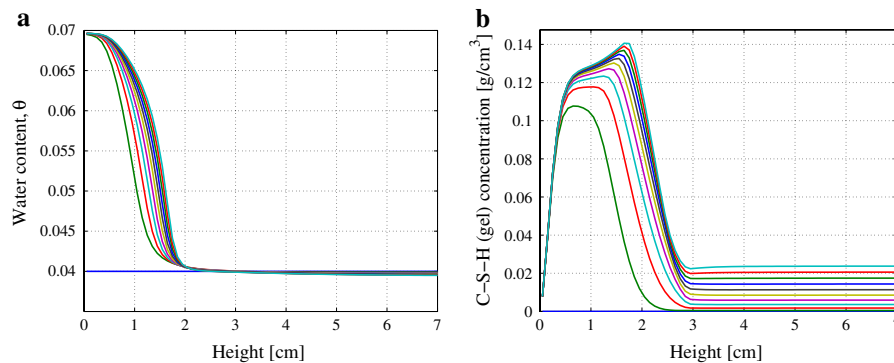 a
0.07
0.065
0.06
0.055
0.05
0.045
0.04
Water content, θ
0 1 2 3 4 5 6 7
Height [cm]
b
0.14
0.12
0.1
0.08
0.06
0.04
0.02
0
C−S−H (gel) concentration [g/cm³]
0 1 2 3 4 5 6 7
Height [cm]